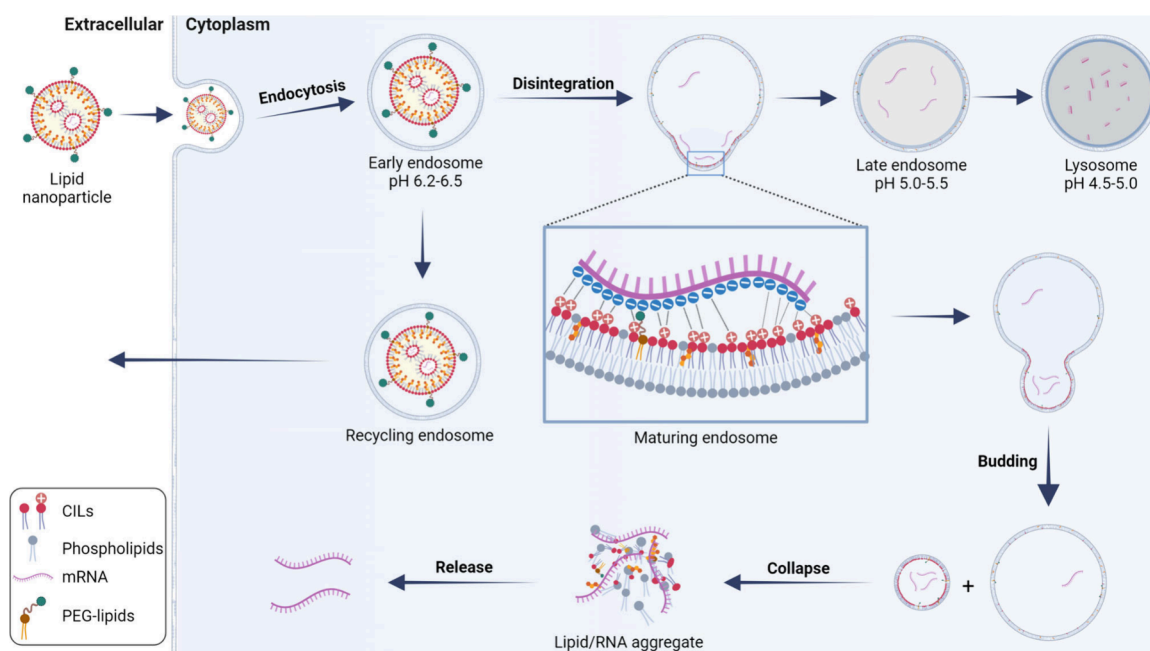 Extracellular
Cytoplasm
Endocytosis
Disintegration
Lipid
nanoparticle
Early endosome
pH 6.2-6.5
Late endosome
pH 5.0-5.5
Lysosome
pH 4.5-5.0
Recycling endosome
Maturing endosome
Budding
CILs
Phospholipids
mRNA
PEG-lipids
Release
Collapse
+
Lipid/RNA aggregate